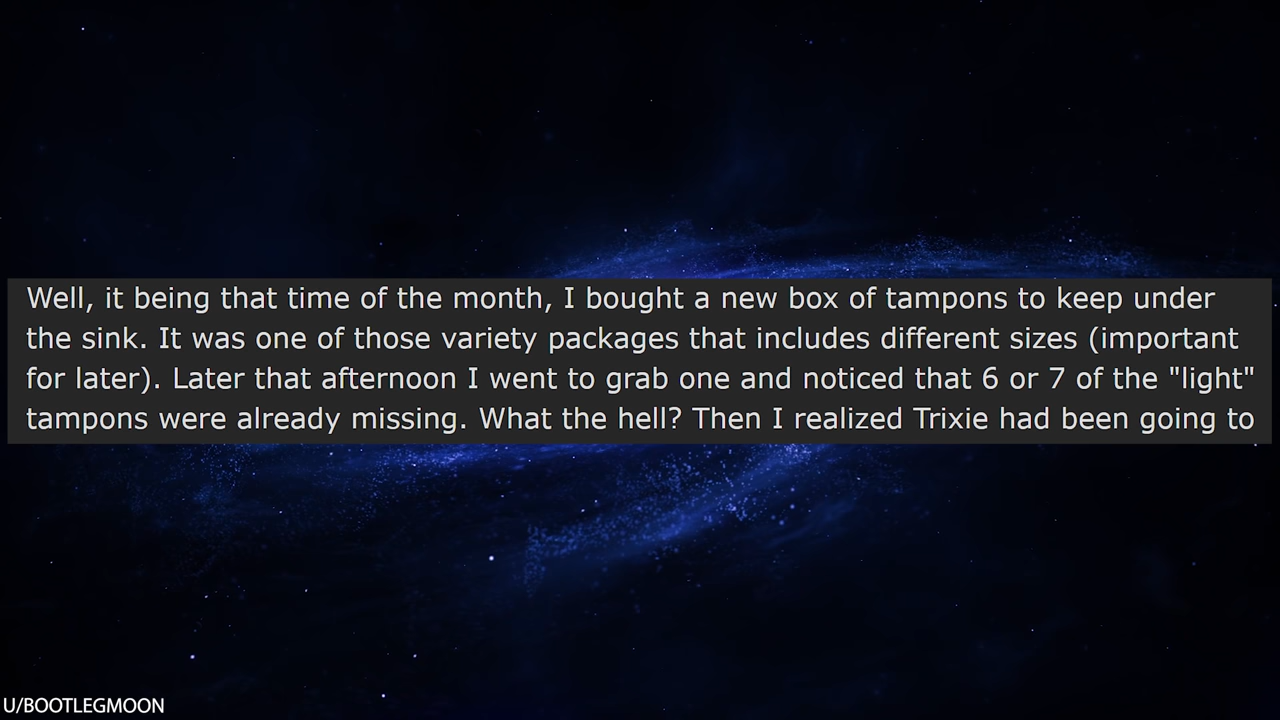 Well, it being that time of the month, I bought a new box of tampons to keep under
the sink. It was one of those variety packages that includes different sizes (important
for later). Later that afternoon I went to grab one and noticed that 6 or 7 of the "light"
tampons were already missing. What the hell? Then I realized Trixie had been going to
U/BOOTLEGMOON